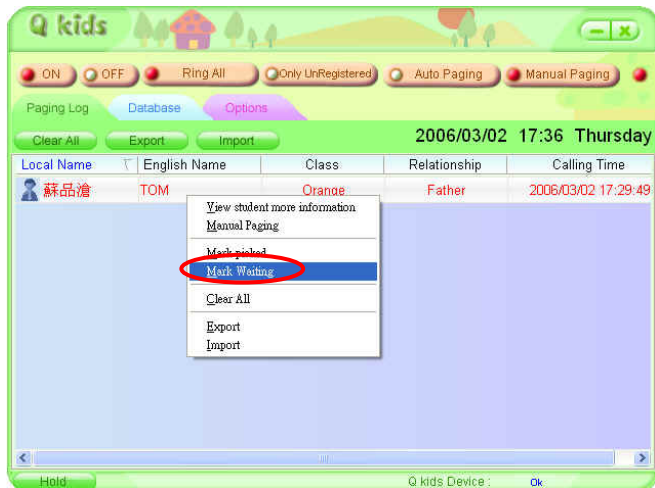 Q kids
ON OFF Ring All Only UnRegistered Auto Paging Manual Paging
Paging Log Database Options
Clear All Export Import 2006/03/02 17:36 Thursday
Local Name English Name Class Relationship Calling Time
蘇品滄 TOM Orange Father 2006/03/02 17:29:49
View student more information
Manual Paging
Mark picked
Mark Waiting
Clear All
Export
Import
Hold Q kids Device : Ok